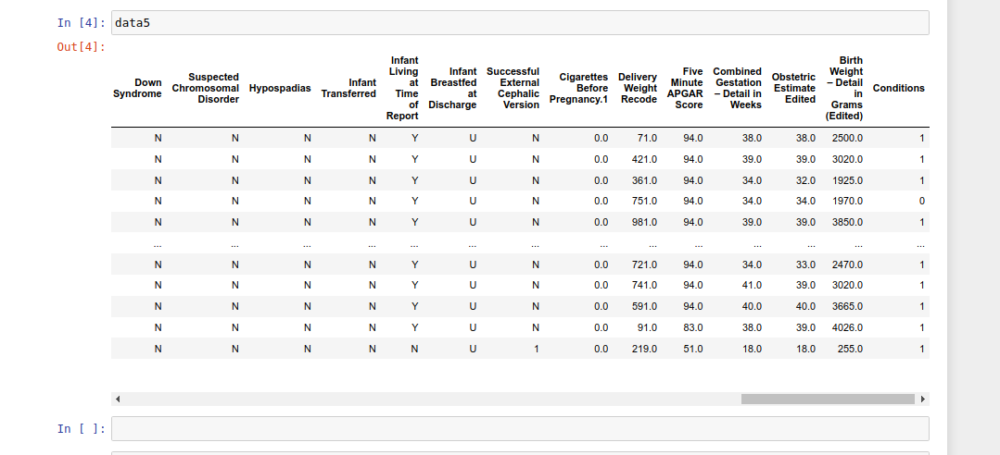 In [4]: data5
Out[4]:
Down Syndrome Suspected Chromosomal Disorder Hypospadias Infant Transferred Infant Living at Time of Report Infant Breastfed at Discharge Successful External Cephalic Version Cigarettes Before Pregnancy.1 Delivery Weight Recode Five Minute APGAR Score Combined Gestation – Detail in Weeks Obstetric Estimate Edited Birth Weight – Detail in Grams (Edited) Conditions
N N N N Y U N 0.0 71.0 94.0 38.0 38.0 2500.0 1
N N N N Y U N 0.0 421.0 94.0 39.0 39.0 3020.0 1
N N N N Y U N 0.0 361.0 94.0 34.0 32.0 1925.0 1
N N N N Y U N 0.0 751.0 94.0 34.0 34.0 1970.0 0
N N N N Y U N 0.0 981.0 94.0 39.0 39.0 3850.0 1
... ... ... ... ... ... ... ... ... ... ... ... ... ...
N N N N Y U N 0.0 721.0 94.0 34.0 33.0 2470.0 1
N N N N Y U N 0.0 741.0 94.0 41.0 39.0 3020.0 1
N N N N Y U N 0.0 591.0 94.0 40.0 40.0 3665.0 1
N N N N Y U N 0.0 91.0 83.0 38.0 39.0 4026.0 1
N N N N N U 1 0.0 219.0 51.0 18.0 18.0 255.0 1
In [ ]: